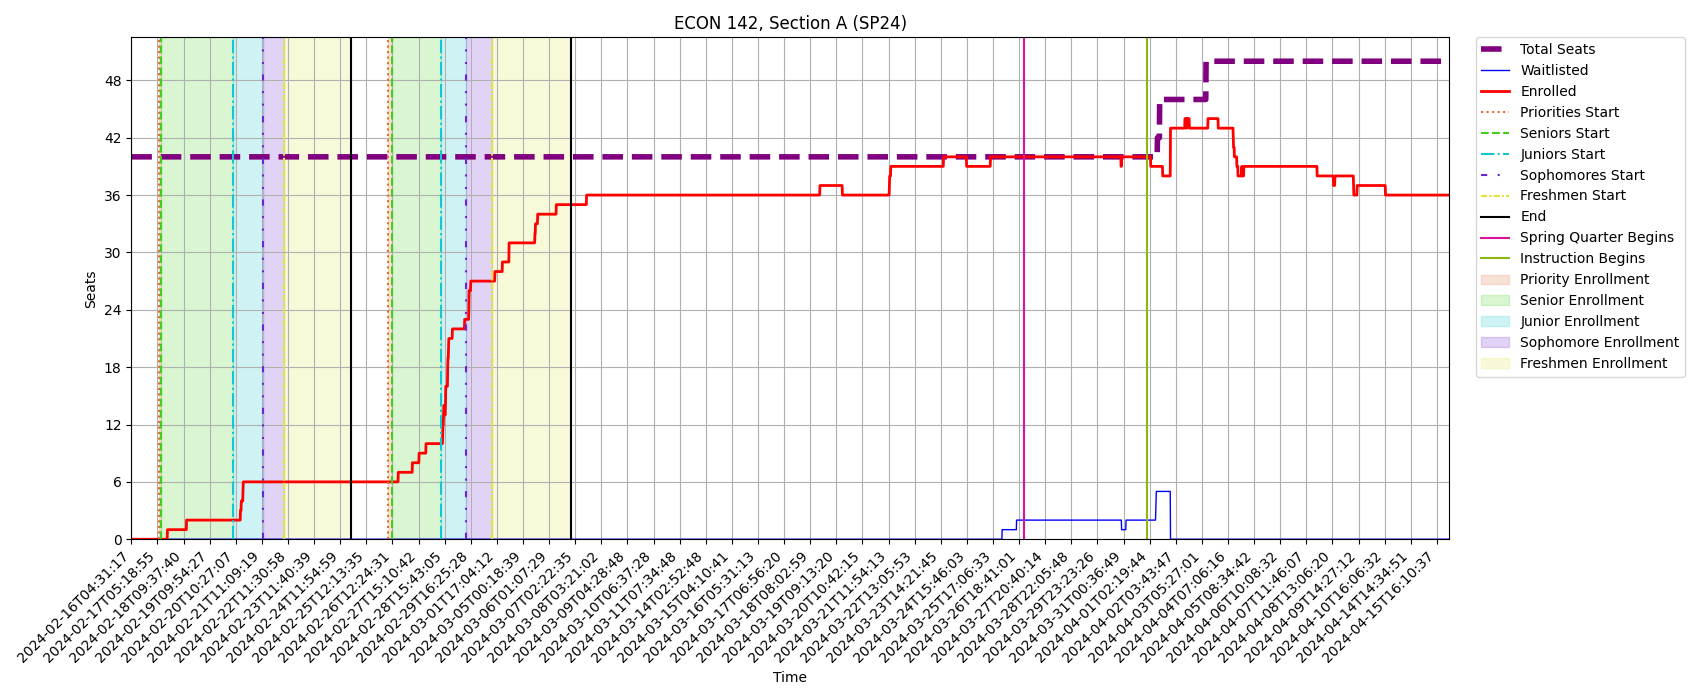 ECON 142, Section A (SP24)
Seats
48
42
36
30
24
18
12
6
0
2024-02-16T04:31:17
2024-02-17T05:18:55
2024-02-18T09:37:40
2024-02-19T09:54:27
2024-02-20T10:27:07
2024-02-21T11:09:19
2024-02-22T11:30:58
2024-02-23T11:40:39
2024-02-24T11:54:59
2024-02-25T12:13:35
2024-02-26T12:24:31
2024-02-27T15:10:42
2024-02-28T15:43:05
2024-02-29T16:25:28
2024-03-01T17:04:12
2024-03-05T00:18:39
2024-03-06T01:07:29
2024-03-07T02:22:35
2024-03-08T03:21:02
2024-03-09T04:28:48
2024-03-10T06:37:28
2024-03-11T07:34:48
2024-03-14T02:52:48
2024-03-15T04:10:41
2024-03-16T05:31:13
2024-03-17T06:56:20
2024-03-18T08:02:59
2024-03-19T09:13:20
2024-03-20T10:42:15
2024-03-21T11:54:13
2024-03-22T13:05:53
2024-03-23T14:21:45
2024-03-24T15:46:03
2024-03-25T17:06:33
2024-03-26T18:41:01
2024-03-27T20:40:14
2024-03-28T22:05:48
2024-03-29T23:23:26
2024-03-31T00:36:49
2024-04-01T02:19:44
2024-04-02T03:43:47
2024-04-03T05:27:01
2024-04-04T07:06:16
2024-04-05T08:34:42
2024-04-06T10:08:32
2024-04-07T11:46:07
2024-04-08T13:06:20
2024-04-09T14:27:12
2024-04-10T16:06:32
2024-04-14T14:34:51
2024-04-15T16:10:37
Time
Total Seats
Waitlisted
Enrolled
Priorities Start
Seniors Start
Juniors Start
Sophomores Start
Freshmen Start
End
Spring Quarter Begins
Instruction Begins
Priority Enrollment
Senior Enrollment
Junior Enrollment
Sophomore Enrollment
Freshmen Enrollment